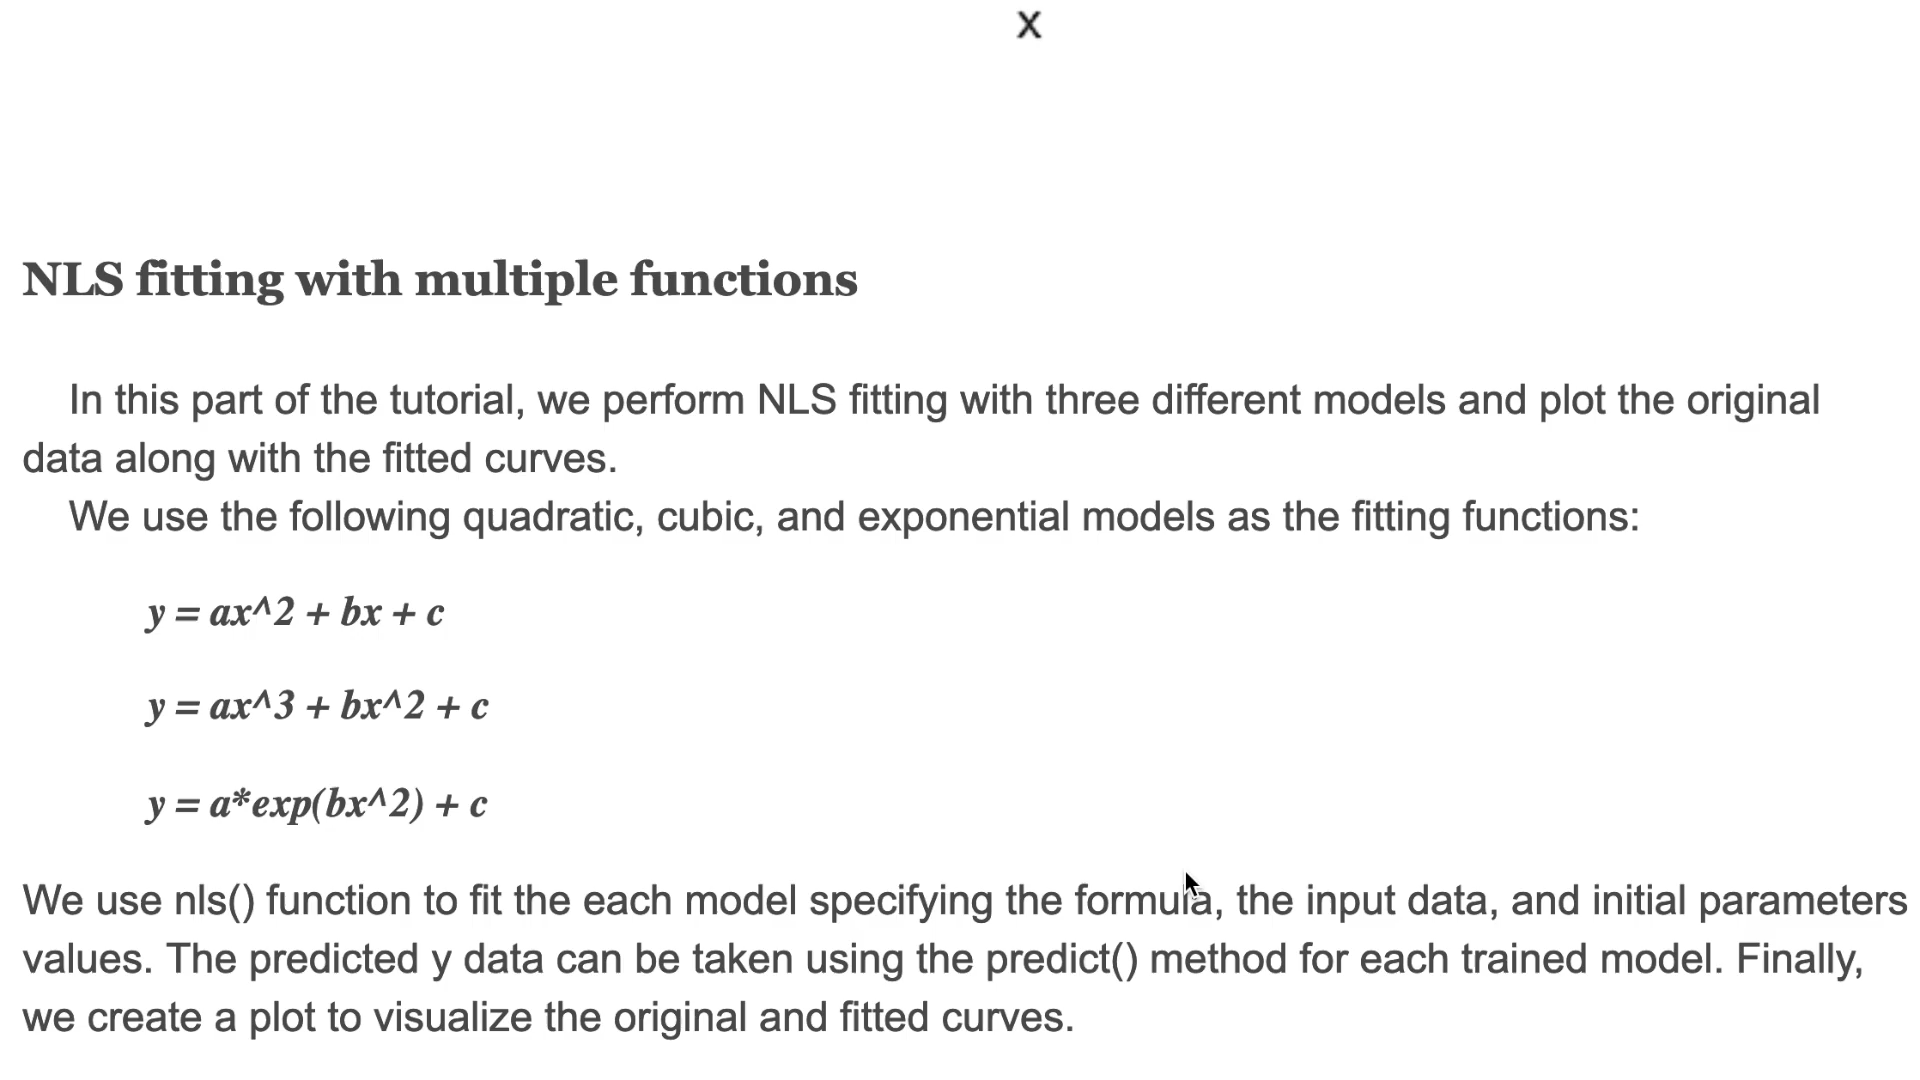 x
NLS fitting with multiple functions
In this part of the tutorial, we perform NLS fitting with three different models and plot the original
data along with the fitted curves.
We use the following quadratic, cubic, and exponential models as the fitting functions:
y = ax^2 + bx + c
y = ax^3 + bx^2 + c
y = a*exp(bx^2) + c
We use nls() function to fit the each model specifying the formula, the input data, and initial parameters
values. The predicted y data can be taken using the predict() method for each trained model. Finally,
we create a plot to visualize the original and fitted curves.